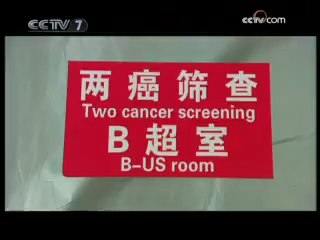 CCTV 7
CCTV.com
两癌筛查
Two cancer screening
B超室
B-US room